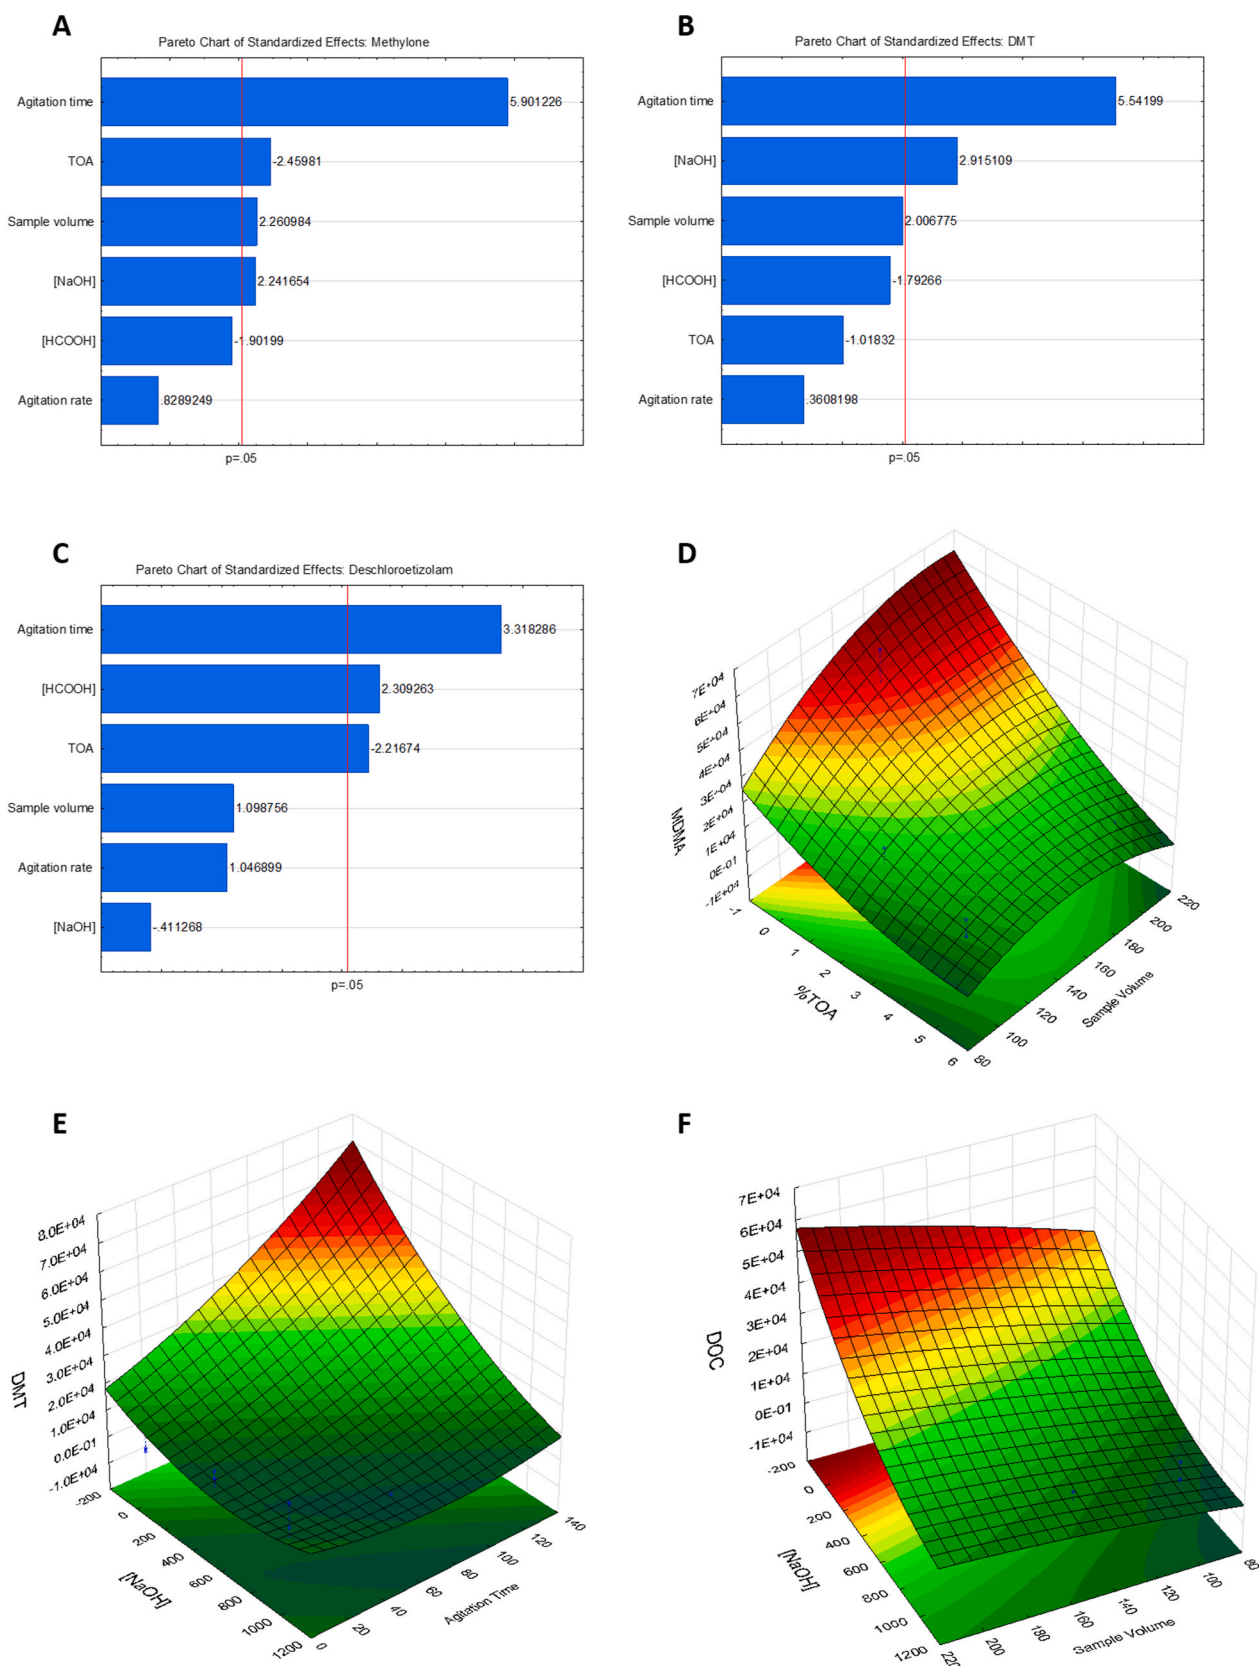 A
Pareto Chart of Standardized Effects: Methylone
Agitation time
5.901226
TOA
-2.45981
Sample volume
2.260984
[NaOH]
2.241654
[HCOOH]
-1.90199
Agitation rate
.8289249
p=.05
B
Pareto Chart of Standardized Effects: DMT
Agitation time
5.54199
[NaOH]
2.915109
Sample volume
2.006775
[HCOOH]
-1.79266
TOA
-1.01832
Agitation rate
.3608198
p=.05
C
Pareto Chart of Standardized Effects: Deschloroetizolam
Agitation time
3.318286
[HCOOH]
2.309263
TOA
-2.21674
Sample volume
1.098756
Agitation rate
1.046899
[NaOH]
-.411268
p=.05
D
7E+04
6E+04
5E+04
4E+04
3E+04
2E+04
1E+04
0E-01
-1E+04
MDMA
-1
0
1
2
3
4
5
6
%TOA
80
100
120
140
160
180
200
220
Sample Volume
E
8.0E+04
7.0E+04
6.0E+04
5.0E+04
4.0E+04
3.0E+04
2.0E+04
1.0E+04
0.0E-01
-1.0E+04
DMT
-200
0
200
400
600
800
1000
1200
[NaOH]
0
20
40
60
80
100
120
140
Agitation Time
F
7E+04
6E+04
5E+04
4E+04
3E+04
2E+04
1E+04
0E-01
-1E+04
DOC
-200
0
200
400
600
800
1000
1200
[NaOH]
220
200
180
160
140
120
100
80
Sample Volume